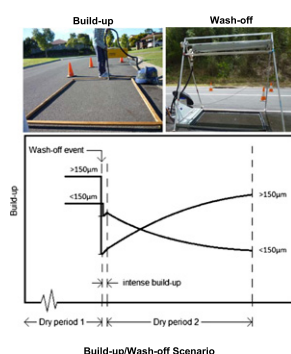 Build-up
Wash-off
Wash-off event
>150µm
<150µm
>150µm
<150µm
Build-up
intense build-up
Dry period 1
Dry period 2
Build-up/Wash-off Scenario